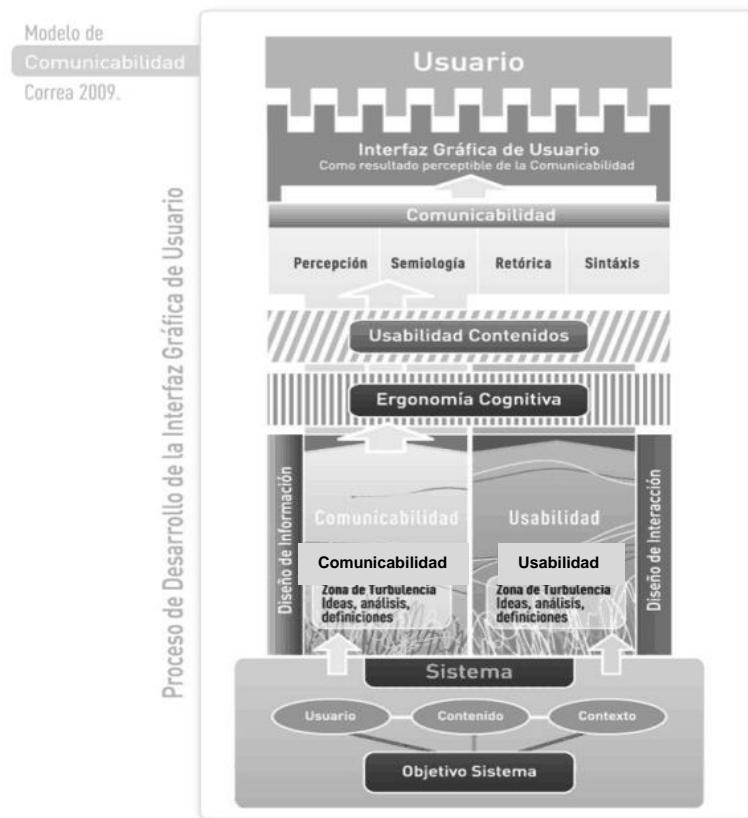 Modelo de
Comunicabilidad
Correa 2009.
Proceso de Desarrollo de la Interfaz Gráfica de Usuario
Usuario
Interfaz Gráfica de Usuario
Como resultado perceptible de la Comunicabilidad
Comunicabilidad
Percepción Semiología Retórica Sintáxis
Usabilidad Contenidos
Ergonomía Cognitiva
Diseño de Información
Comunicabilidad
Comunicabilidad
Zona de Turbulencia
Ideas, análisis,
definiciones
Usabilidad
Usabilidad
Zona de Turbulencia
Ideas, análisis,
definiciones
Diseño de Interacción
Sistema
Usuario Contenido Contexto
Objetivo Sistema